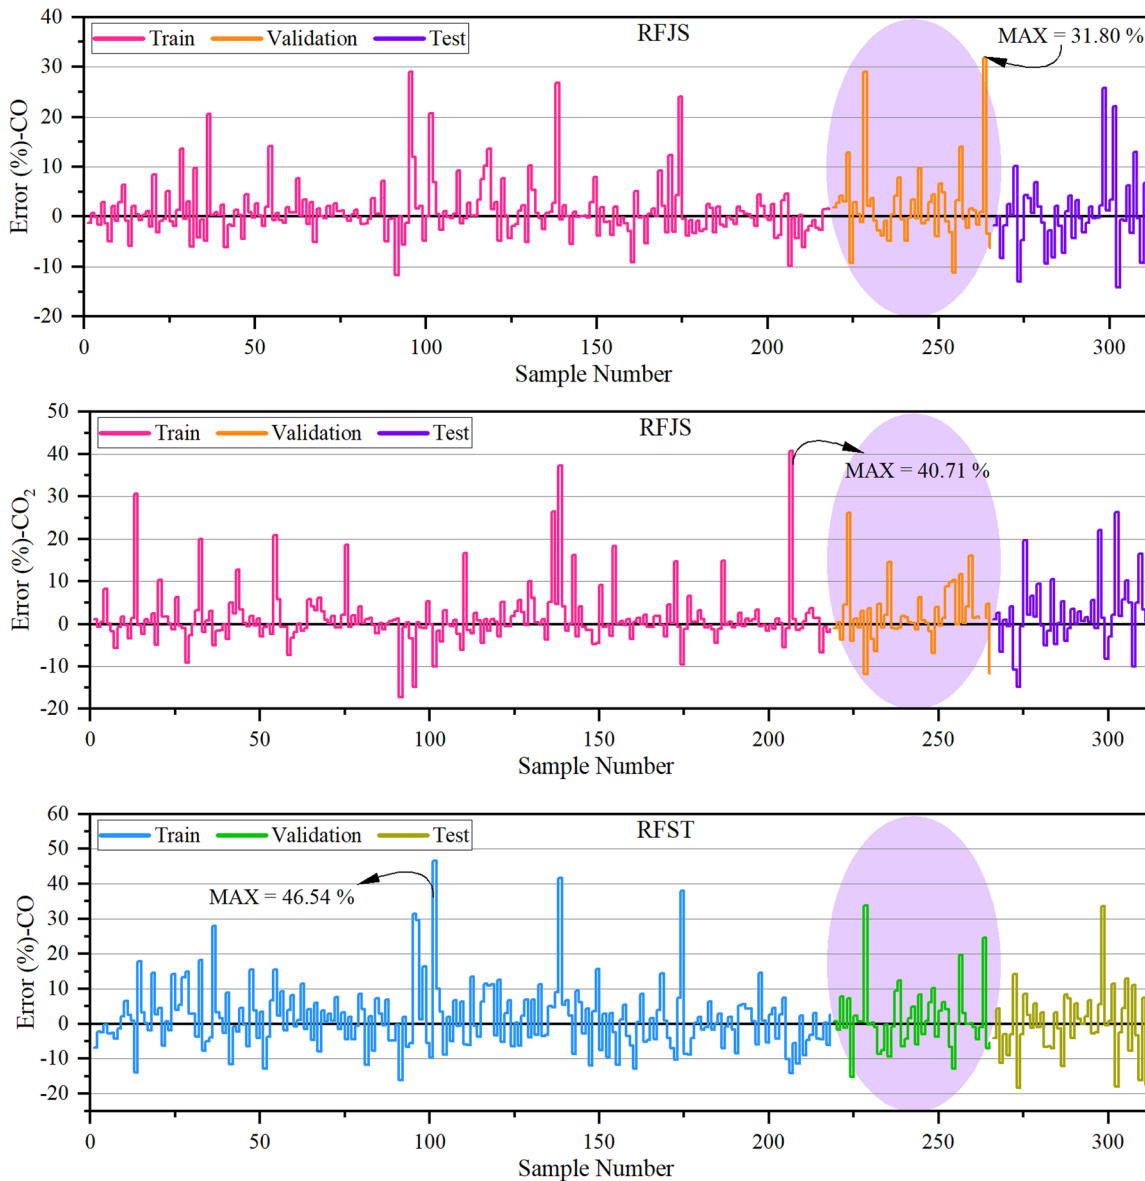 RFJS
Train Validation Test
MAX = 31.80 %
Error (%)-CO
40
30
20
10
0
-10
-20
0 50 100 150 200 250 300
Sample Number
RFJS
Train Validation Test
MAX = 40.71 %
Error (%)-CO₂
50
40
30
20
10
0
-10
-20
0 50 100 150 200 250 300
Sample Number
RFST
Train Validation Test
MAX = 46.54 %
Error (%)-CO
60
50
40
30
20
10
0
-10
-20
0 50 100 150 200 250 300
Sample Number